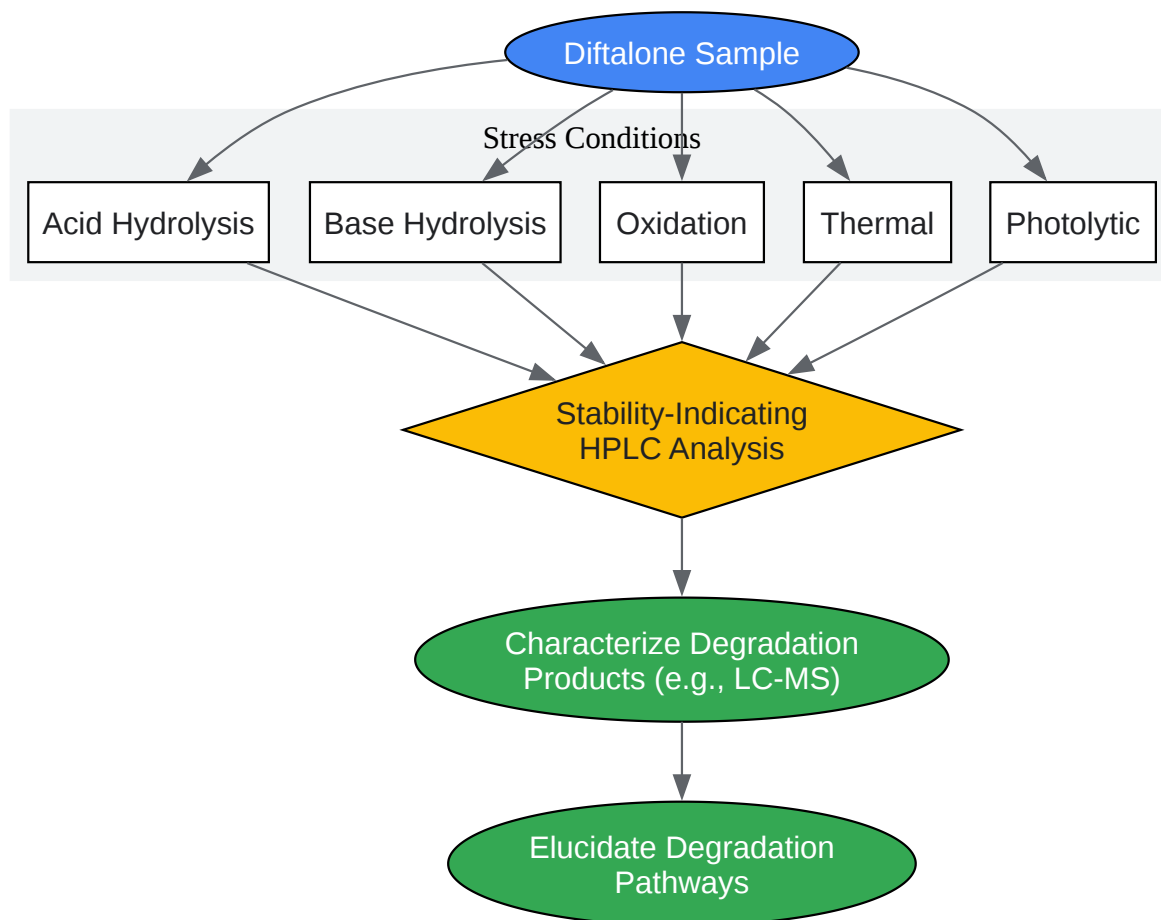 Diftalone Sample
Stress Conditions
Acid Hydrolysis
Base Hydrolysis
Oxidation
Thermal
Photolytic
Stability-Indicating
HPLC Analysis
Characterize Degradation
Products (e.g., LC-MS)
Elucidate Degradation
Pathways